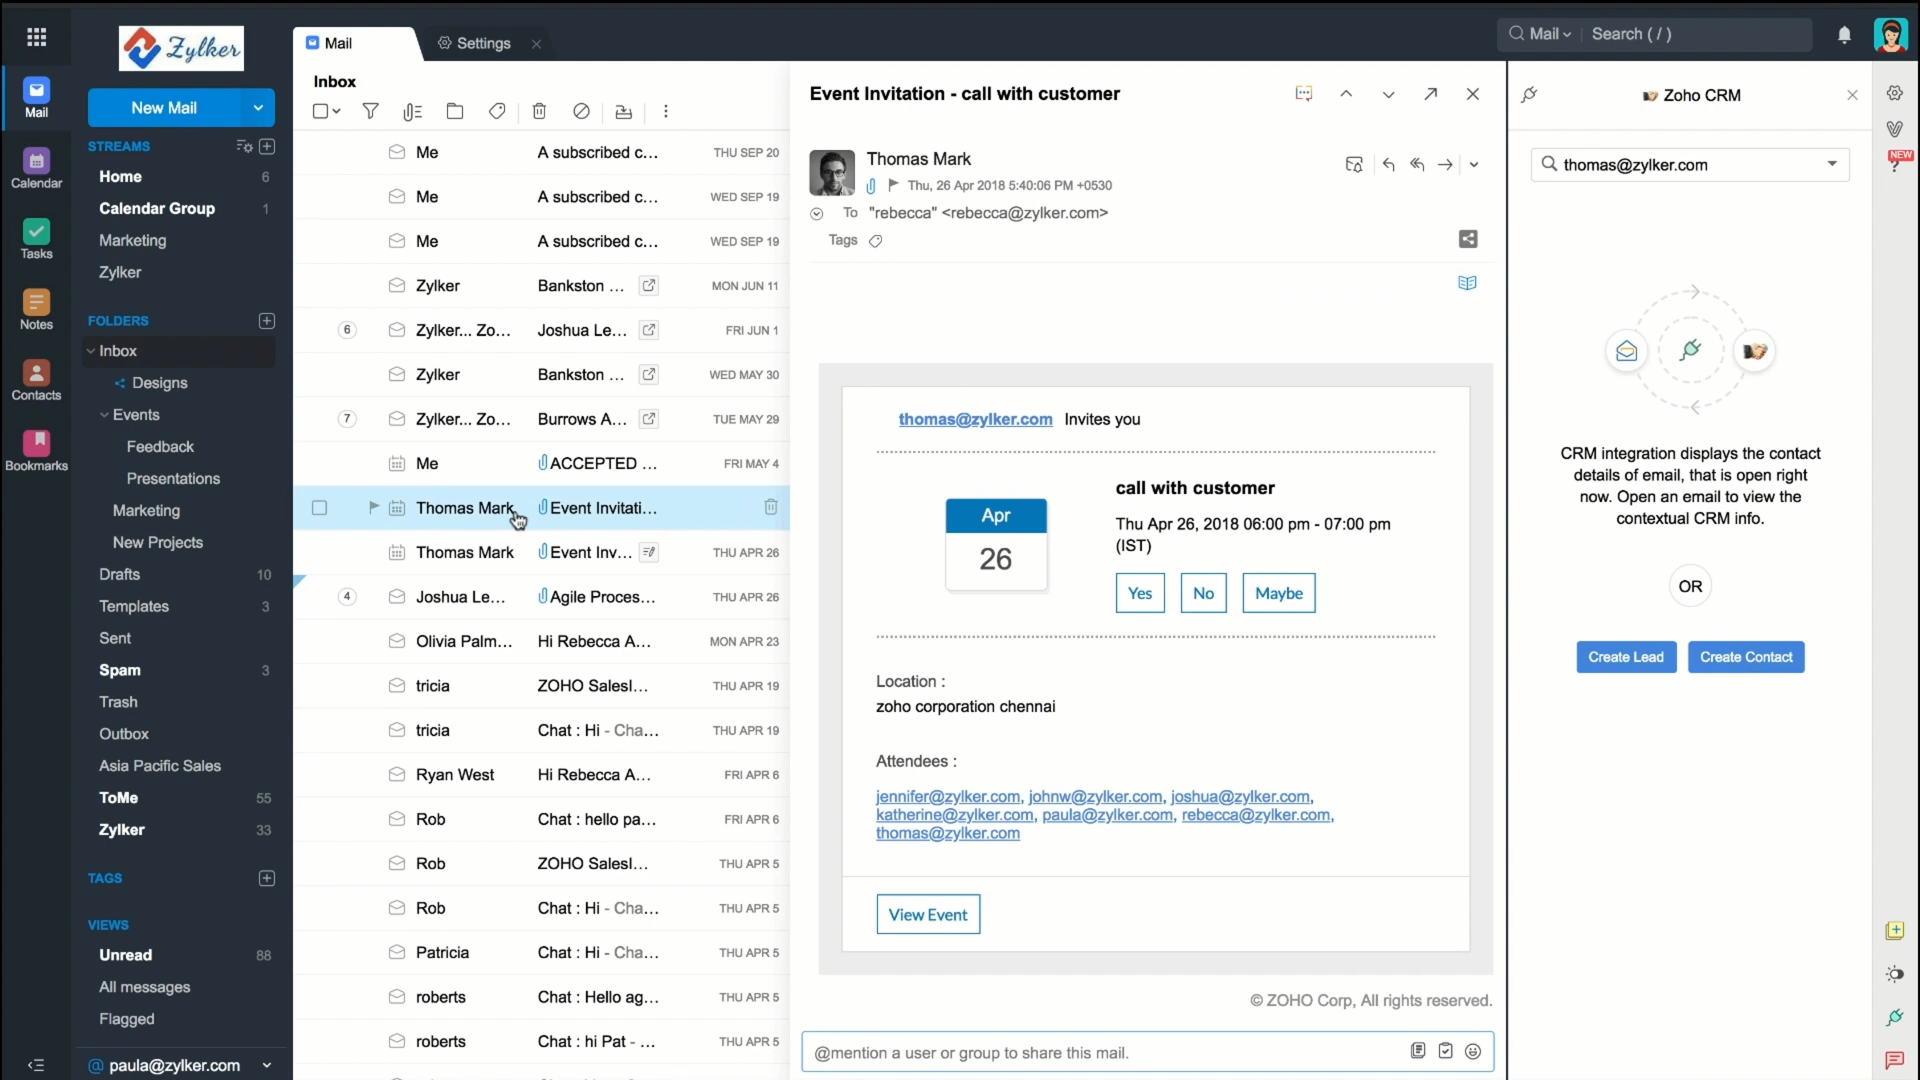 Zylker
Mail
Settings
Mail
Search ( / )
Mail
Calendar
Tasks
Notes
Contacts
Bookmarks
New Mail
STREAMS
Home 6
Calendar Group 1
Marketing
Zylker
FOLDERS
Inbox
Designs
Events
Feedback
Presentations
Marketing
New Projects
Drafts 10
Templates 3
Sent
Spam 3
Trash
Outbox
Asia Pacific Sales
ToMe 55
Zylker 33
TAGS
VIEWS
Unread 88
All messages
Flagged
@ paula@zylker.com
Inbox
Me A subscribed c... THU SEP 20
Me A subscribed c... WED SEP 19
Me A subscribed c... WED SEP 19
Zylker Bankston ... MON JUN 11
6 Zylker... Zo... Joshua Le... FRI JUN 1
Zylker Bankston ... WED MAY 30
7 Zylker... Zo... Burrows A... TUE MAY 29
Me ACCEPTED ... FRI MAY 4
Thomas Mark Event Invitati...
Thomas Mark Event Inv... THU APR 26
4 Joshua Le... Agile Proces... THU APR 26
Olivia Palm... Hi Rebecca A... MON APR 23
tricia ZOHO SalesI... THU APR 19
tricia Chat : Hi - Cha... THU APR 19
Ryan West Hi Rebecca A... FRI APR 6
Rob Chat : hello pa... FRI APR 6
Rob ZOHO SalesI... THU APR 5
Rob Chat : Hi - Cha... THU APR 5
Patricia Chat : Hi - Cha... THU APR 5
roberts Chat : Hello ag... THU APR 5
roberts Chat : hi Pat - ... THU APR 5
Event Invitation - call with customer
Thomas Mark
Thu, 26 Apr 2018 5:40:06 PM +0530
To "rebecca" <rebecca@zylker.com>
Tags
thomas@zylker.com Invites you
Apr
26
call with customer
Thu Apr 26, 2018 06:00 pm - 07:00 pm
(IST)
Yes No Maybe
Location :
zoho corporation chennai
Attendees :
jennifer@zylker.com, johnw@zylker.com, joshua@zylker.com,
katherine@zylker.com, paula@zylker.com, rebecca@zylker.com,
thomas@zylker.com
View Event
© ZOHO Corp, All rights reserved.
@mention a user or group to share this mail.
Zoho CRM
thomas@zylker.com
CRM integration displays the contact
details of email, that is open right
now. Open an email to view the
contextual CRM info.
OR
Create Lead Create Contact
NEW
?